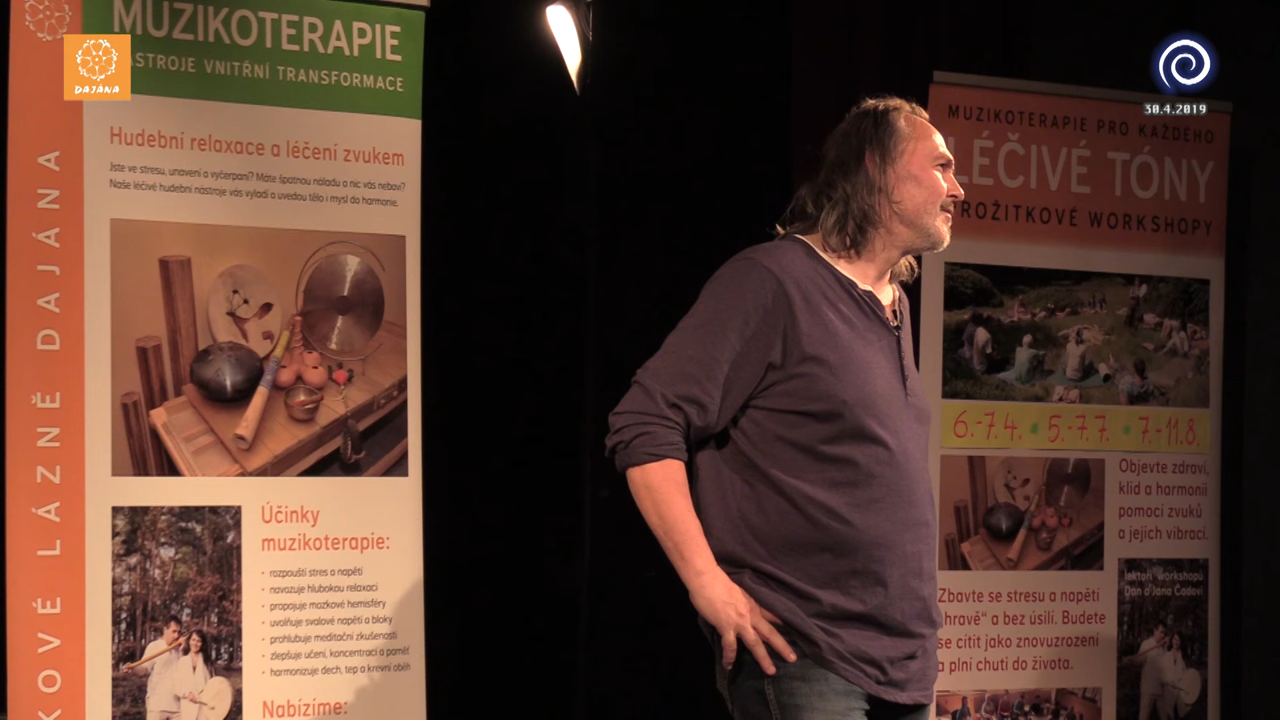 MUZIKOTERAPIE
ASTROJE VNITŘNÍ TRANSFORMACE
DAJÁNA
Hudební relaxace a léčení zvukem
Jste ve stresu, unavení a vyčerpaní? Máte špatnou náladu a nic vás nebaví?
Naše léčivé hudební nástroje vás vyladí a uvedou tělo i mysl do harmonie.
KOVÉ LÁZNĚ DAJÁNA
Účinky
muzikoterapie:
• rozpouští stres a napětí
• navozuje hlubokou relaxaci
• propojuje mozkové hemisféry
• uvolňuje svalové napětí a bloky
• prohlubuje meditační zkušenosti
• zlepšuje učení, koncentraci a paměť
• harmonizuje dech, tep a krevní oběh
Nabízíme:
30.4.2019
MUZIKOTERAPIE PRO KAŽDÉHO
LÉČIVÉ TÓNY
PROŽITKOVÉ WORKSHOPY
6.-7.4. • 5.-7.7. • 7.-11.8.
Objevte zdraví,
klid a harmonii
pomocí zvuků
a jejich vibrací.
lektoři workshopů
Dan a Jana Čadovi
Zbavte se stresu a napětí
„hravě“ a bez úsilí. Budete
se cítit jako znovuzrození
a plni chuti do života.